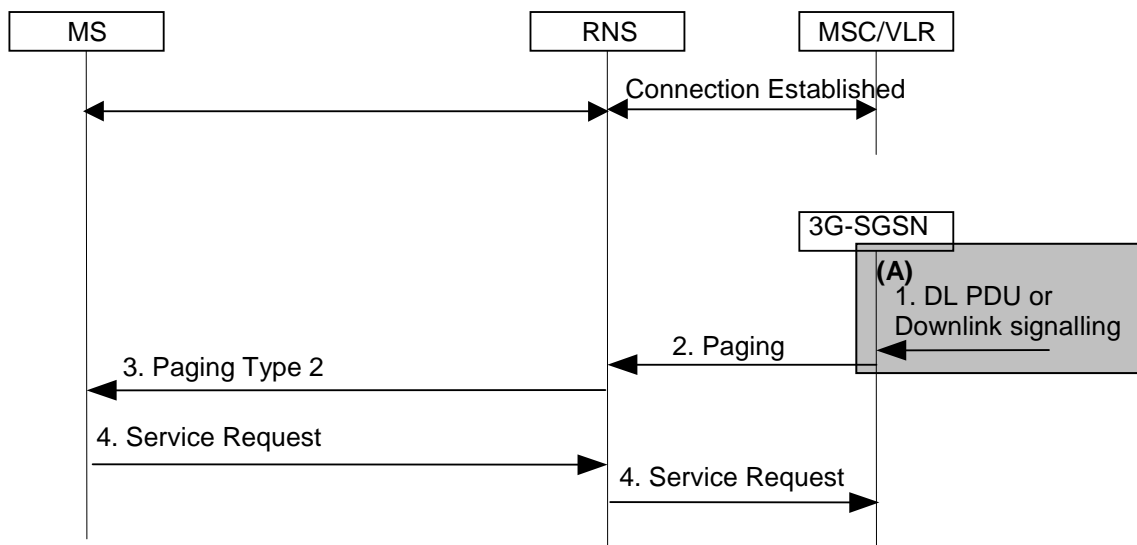 MS
RNS
MSC/VLR
Connection Established
3G-SGSN
(A)
1. DL PDU or
Downlink signalling
2. Paging
3. Paging Type 2
4. Service Request
4. Service Request